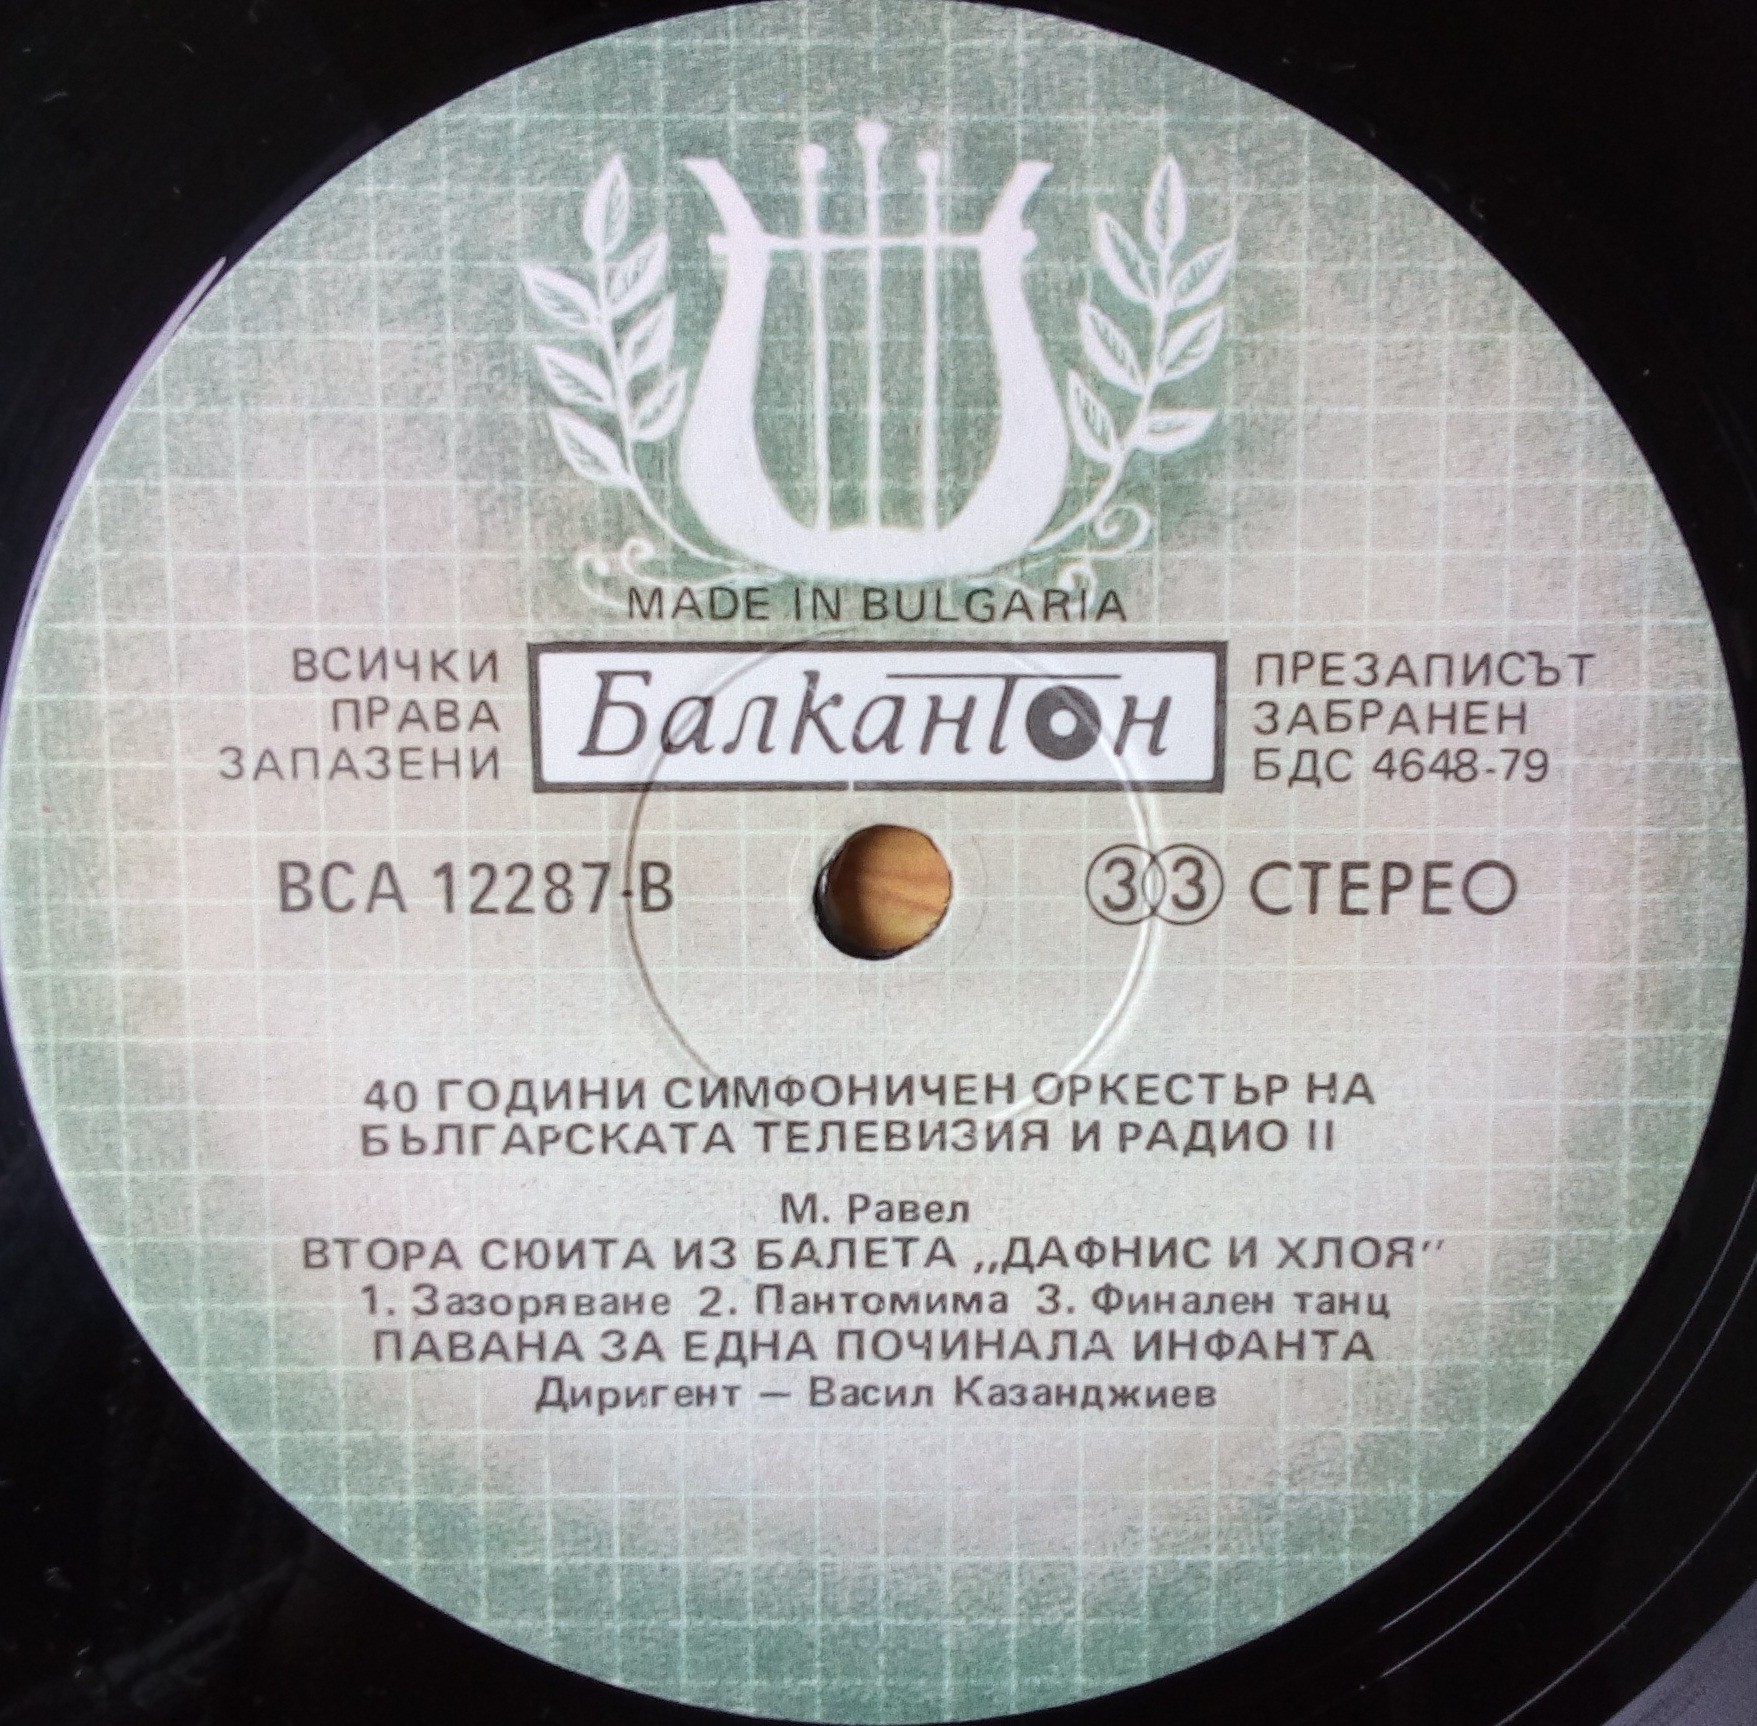 MADE IN BULGARIA
ВСИЧКИ
ПРАВА
ЗАПАЗЕНИ
Балкантон
ПРЕЗАПИСЪТ
ЗАБРАНЕН
БДС 4648-79
ВСА 12287-В
33 СТЕРЕО
40 ГОДИНИ СИМФОНИЧЕН ОРКЕСТЪР НА
БЪЛГАРСКАТА ТЕЛЕВИЗИЯ И РАДИО II
М. Равел
ВТОРА СЮИТА ИЗ БАЛЕТА „ДАФНИС И ХЛОЯ”
1. Зазоряване 2. Пантомима 3. Финален танц
ПАВАНА ЗА ЕДНА ПОЧИНАЛА ИНФАНТА
Диригент — Васил Казанджиев